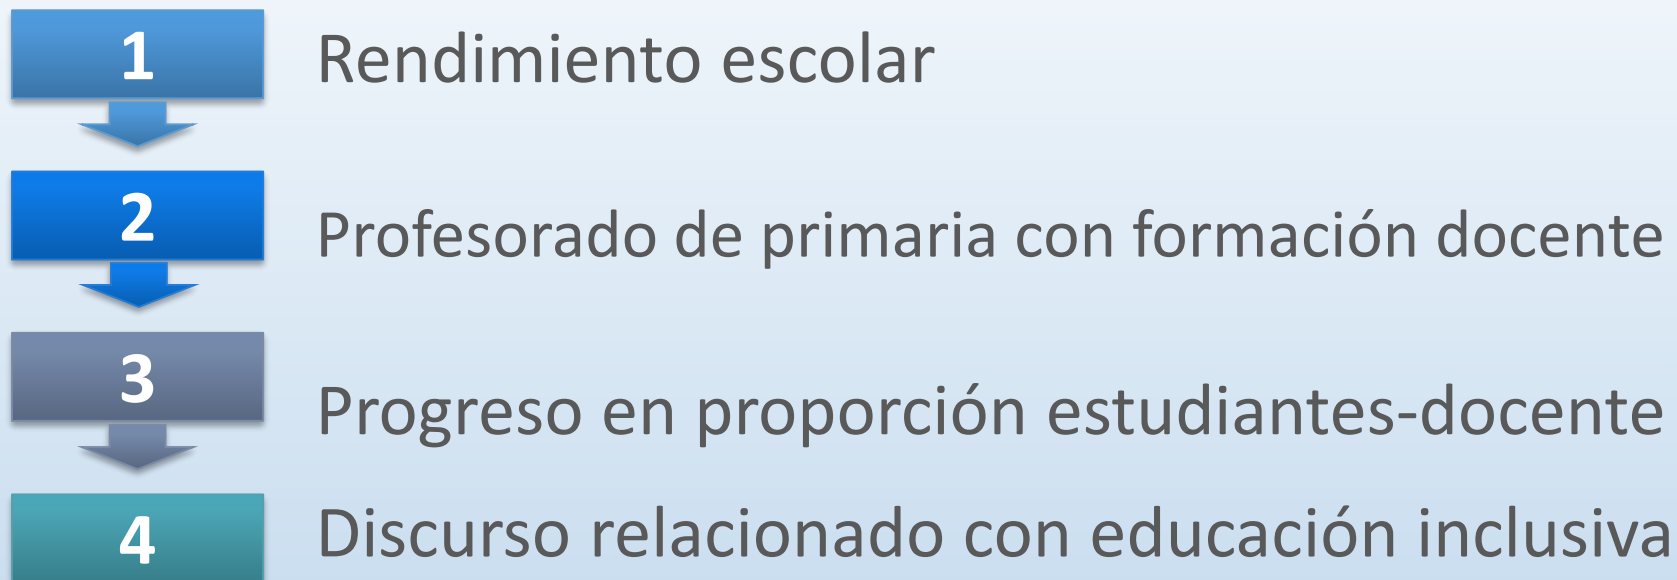 1 Rendimiento escolar
2 Profesorado de primaria con formación docente
3 Progreso en proporción estudiantes-docente
4 Discurso relacionado con educación inclusiva